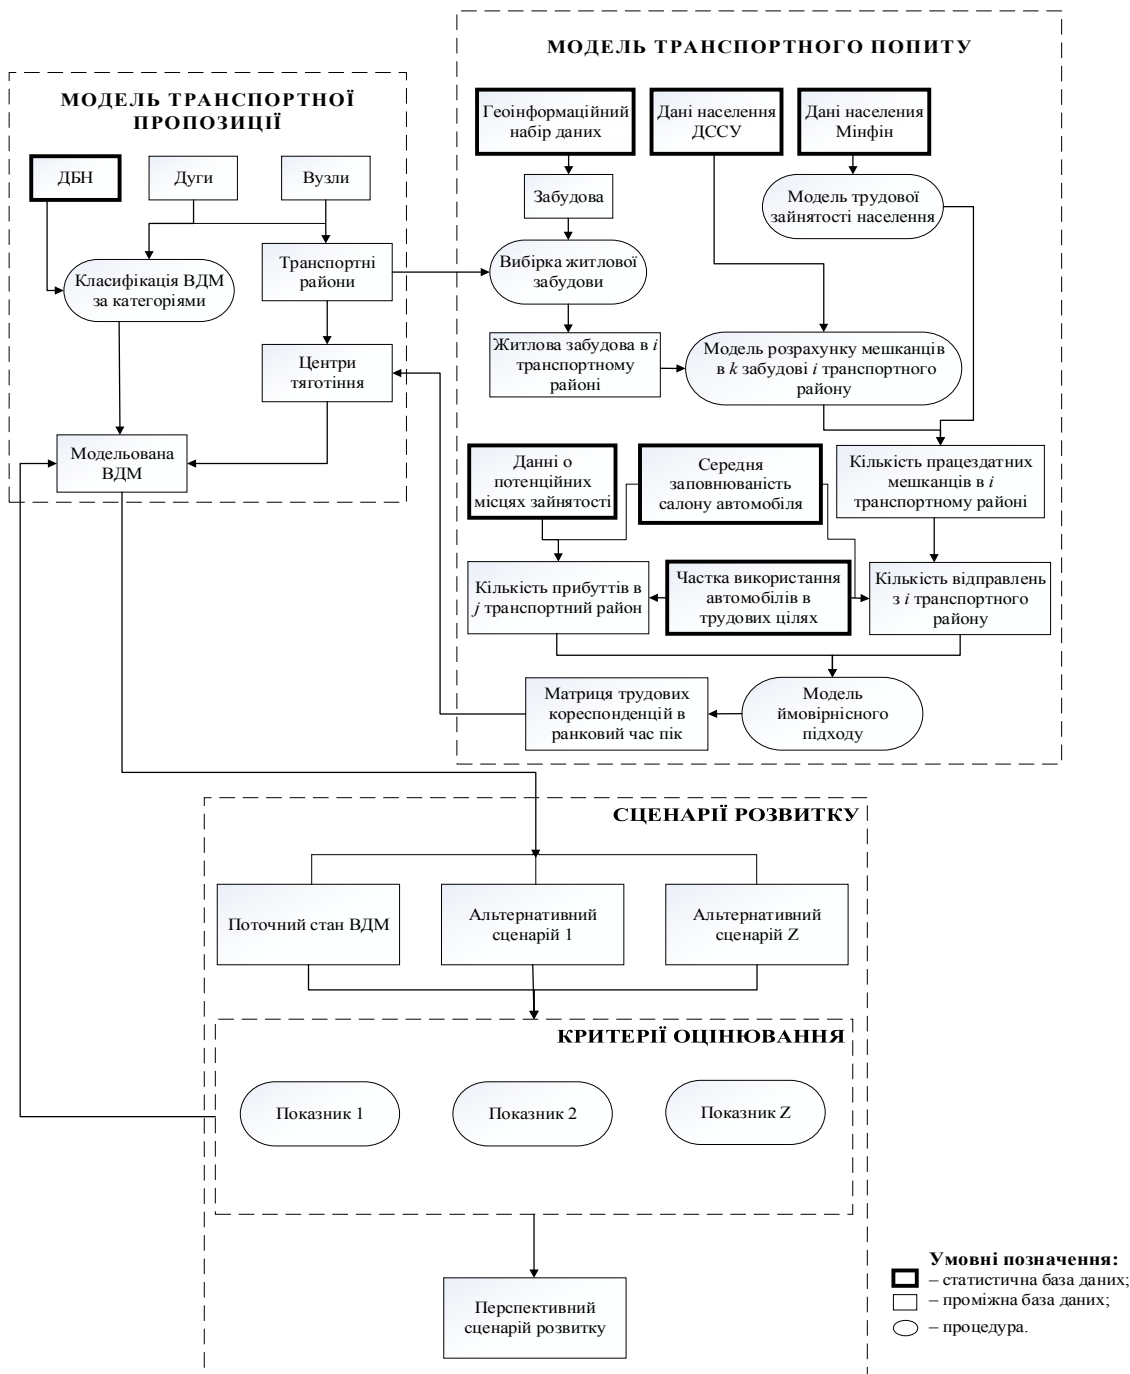 МОДЕЛЬ ТРАНСПОРТНОГО ПОПИТУ
МОДЕЛЬ ТРАНСПОРТНОЇ
ПРОПОЗИЦІЇ
ДБН
Дуги
Вузли
Класифікація ВДМ
за категоріями
Транспортні
райони
Центри
тяготіння
Модельована
ВДМ
Геоінформаційний
набір даних
Дані населення
ДССУ
Дані населення
Мінфін
Забудова
Модель трудової
зайнятості населення
Вибірка житлової
забудови
Житлова забудова в i
транспортному
районі
Модель розрахунку мешканців
в k забудові i транспортного
району
Данні о
потенційних
місцях зайнятості
Середня
заповнюваність
салону автомобіля
Кількість працездатних
мешканців в i
транспортному районі
Кількість прибуттів в
j транспортний район
Частка використання
автомобілів в
трудових цілях
Кількість відправлень
з i транспортного
району
Матриця трудових
кореспонденцій в
ранковий час пік
Модель
ймовірнісного
підходу
СЦЕНАРІЇ РОЗВИТКУ
Поточний стан ВДМ
Альтернативний
сценарій 1
Альтернативний
сценарій Z
КРИТЕРІЇ ОЦІНЮВАННЯ
Показник 1
Показник 2
Показник Z
Перспективний
сценарій розвитку
Умовні позначення:
– статистична база даних;
– проміжна база даних;
– процедура.